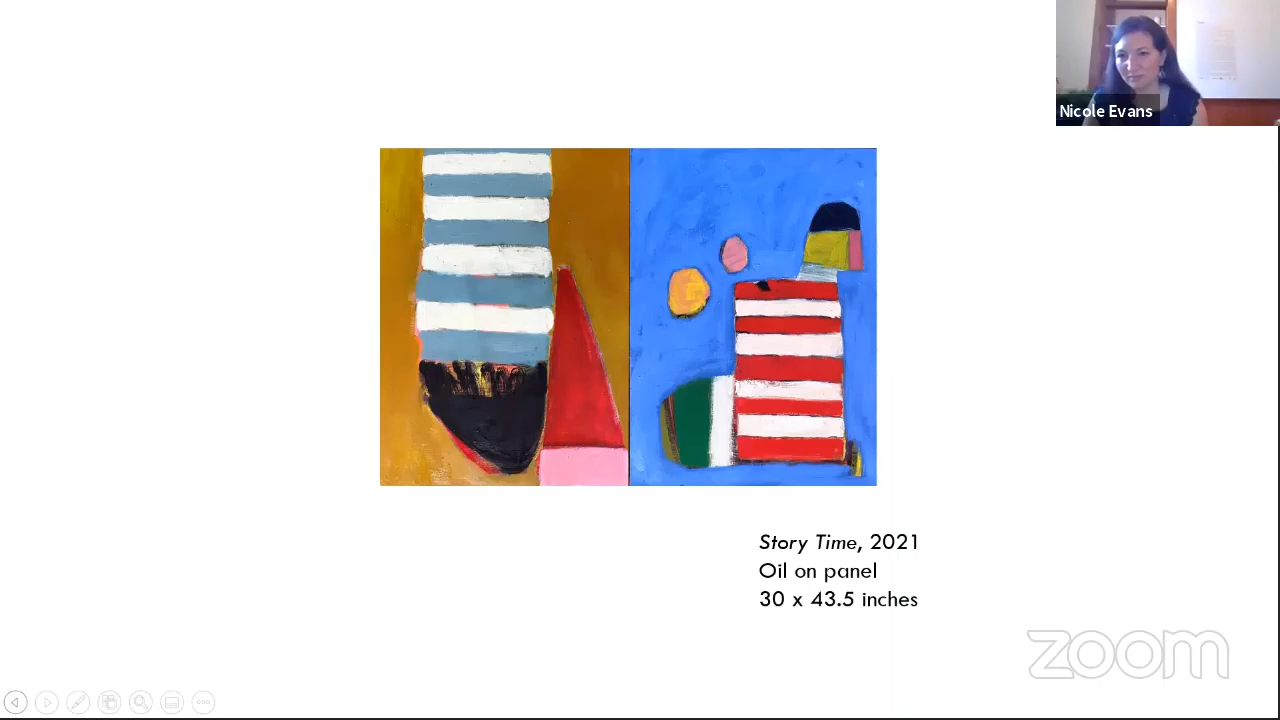 Nicole Evans
Story Time, 2021
Oil on panel
30 x 43.5 inches
zoom